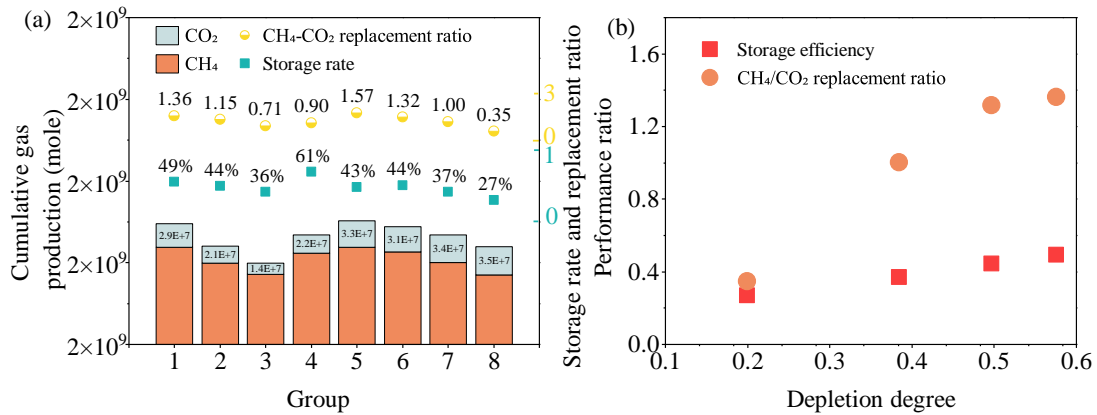 (a)
CO₂
CH₄
CH₄-CO₂ replacement ratio
Storage rate
2×10⁹
2×10⁹
2×10⁹
2×10⁹
2×10⁹
Cumulative gas
production (mole)
1.36 1.15 0.71 0.90 1.57 1.32 1.00 0.35
49% 44% 36% 61% 43% 44% 37% 27%
2.9E+7 2.1E+7 1.4E+7 2.2E+7 3.3E+7 3.1E+7 3.4E+7 3.5E+7
1 2 3 4 5 6 7 8
Group
3
0
1
0
Storage rate and replacement ratio
(b)
Storage efficiency
CH₄/CO₂ replacement ratio
1.6
1.2
0.8
0.4
0.0
Performance ratio
0.1 0.2 0.3 0.4 0.5 0.6
Depletion degree